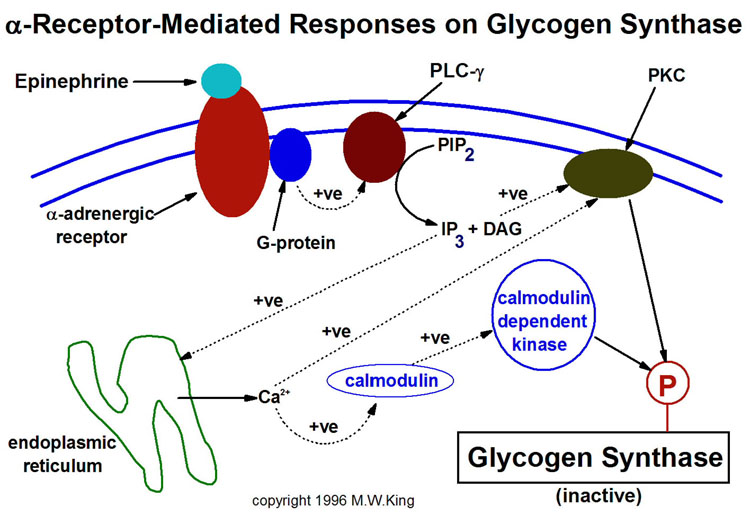 α-Receptor-Mediated Responses on Glycogen Synthase
Epinephrine
PLC-γ
PKC
PIP2
+ve
+ve
α-adrenergic
receptor
G-protein
IP3 + DAG
+ve
+ve
+ve
calmodulin
dependent
kinase
calmodulin
Ca2+
+ve
P
endoplasmic
reticulum
Glycogen Synthase
(inactive)
copyright 1996 M.W.King